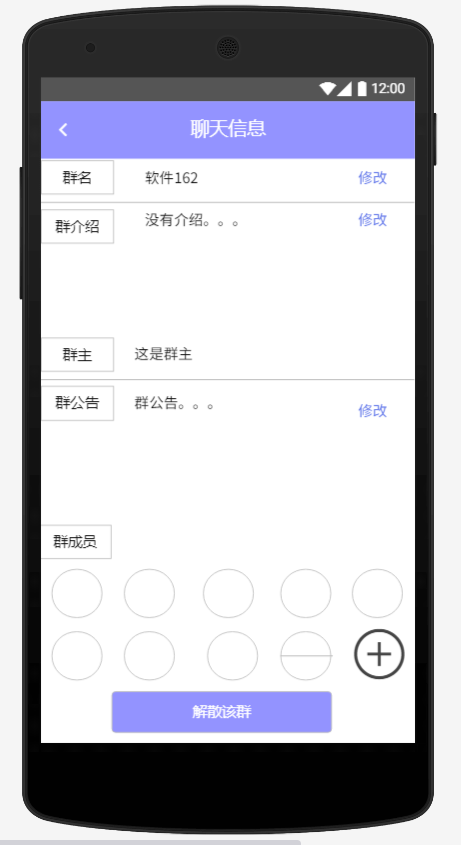 12:00
聊天信息
群名 软件162 修改
群介绍 没有介绍。。。 修改
群主 这是群主
群公告 群公告。。。 修改
群成员
解散该群